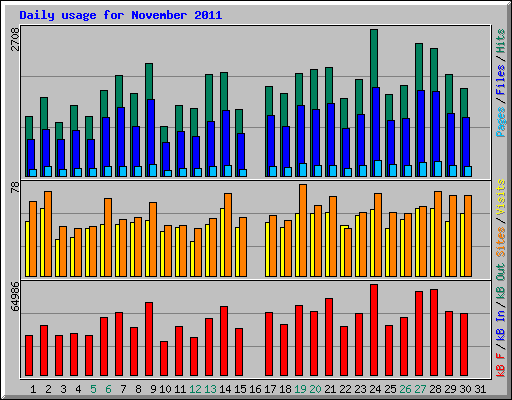 Daily usage for November 2011
2708
Pages / Files / Hits
78
Sites / Visits
64986
kB F / kB In / kB Out
1 2 3 4 5 6 7 8 9 10 11 12 13 14 15 16 17 18 19 20 21 22 23 24 25 26 27 28 29 30 31